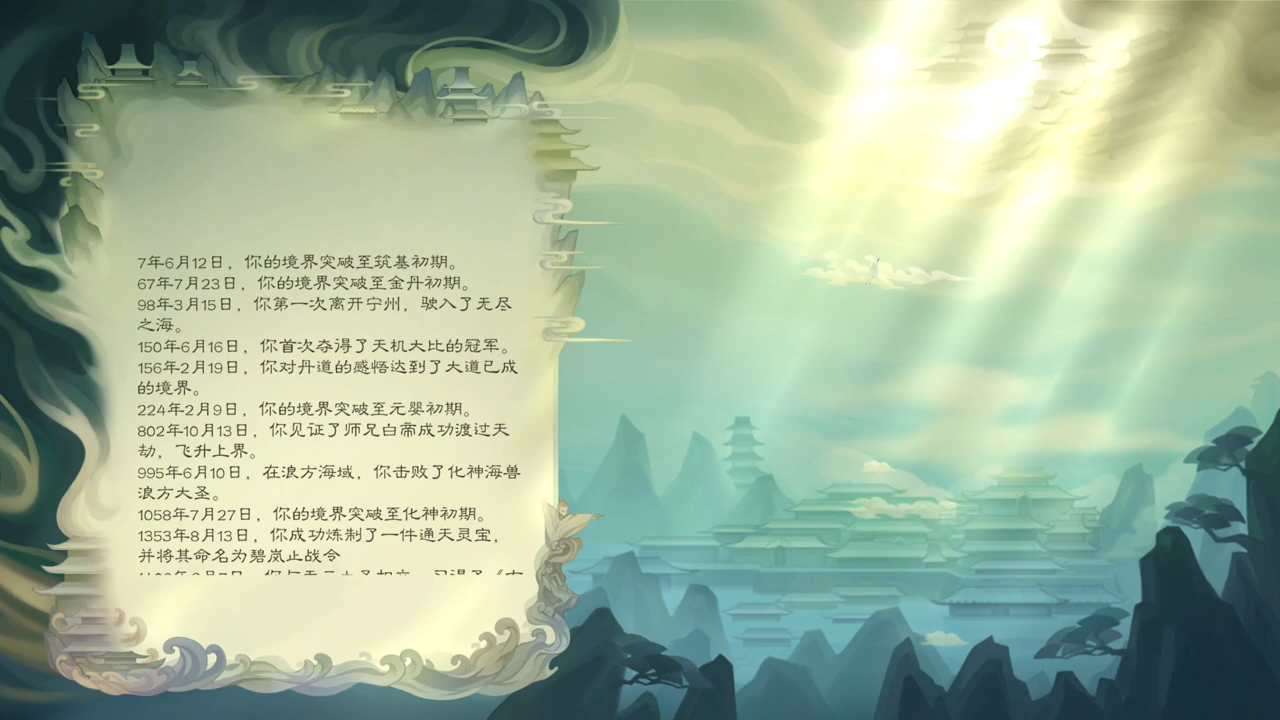 7年6月12日，你的境界突破至筑基初期。
67年7月23日，你的境界突破至金丹初期。
98年3月15日，你第一次离开宁州，驶入了无尽
之海。
150年6月16日，你首次夺得了天机大比的冠军。
156年2月19日，你对丹道的感悟达到了大道已成
的境界。
224年2月9日，你的境界突破至元婴初期。
802年10月13日，你见证了师兄白帝成功渡过天
劫，飞升上界。
995年6月10日，在浪方海域，你击败了化神海兽
浪方大圣。
1058年7月27日，你的境界突破至化神初期。
1353年8月13日，你成功炼制了一件通天灵宝，
并将其命名为碧岚止战令